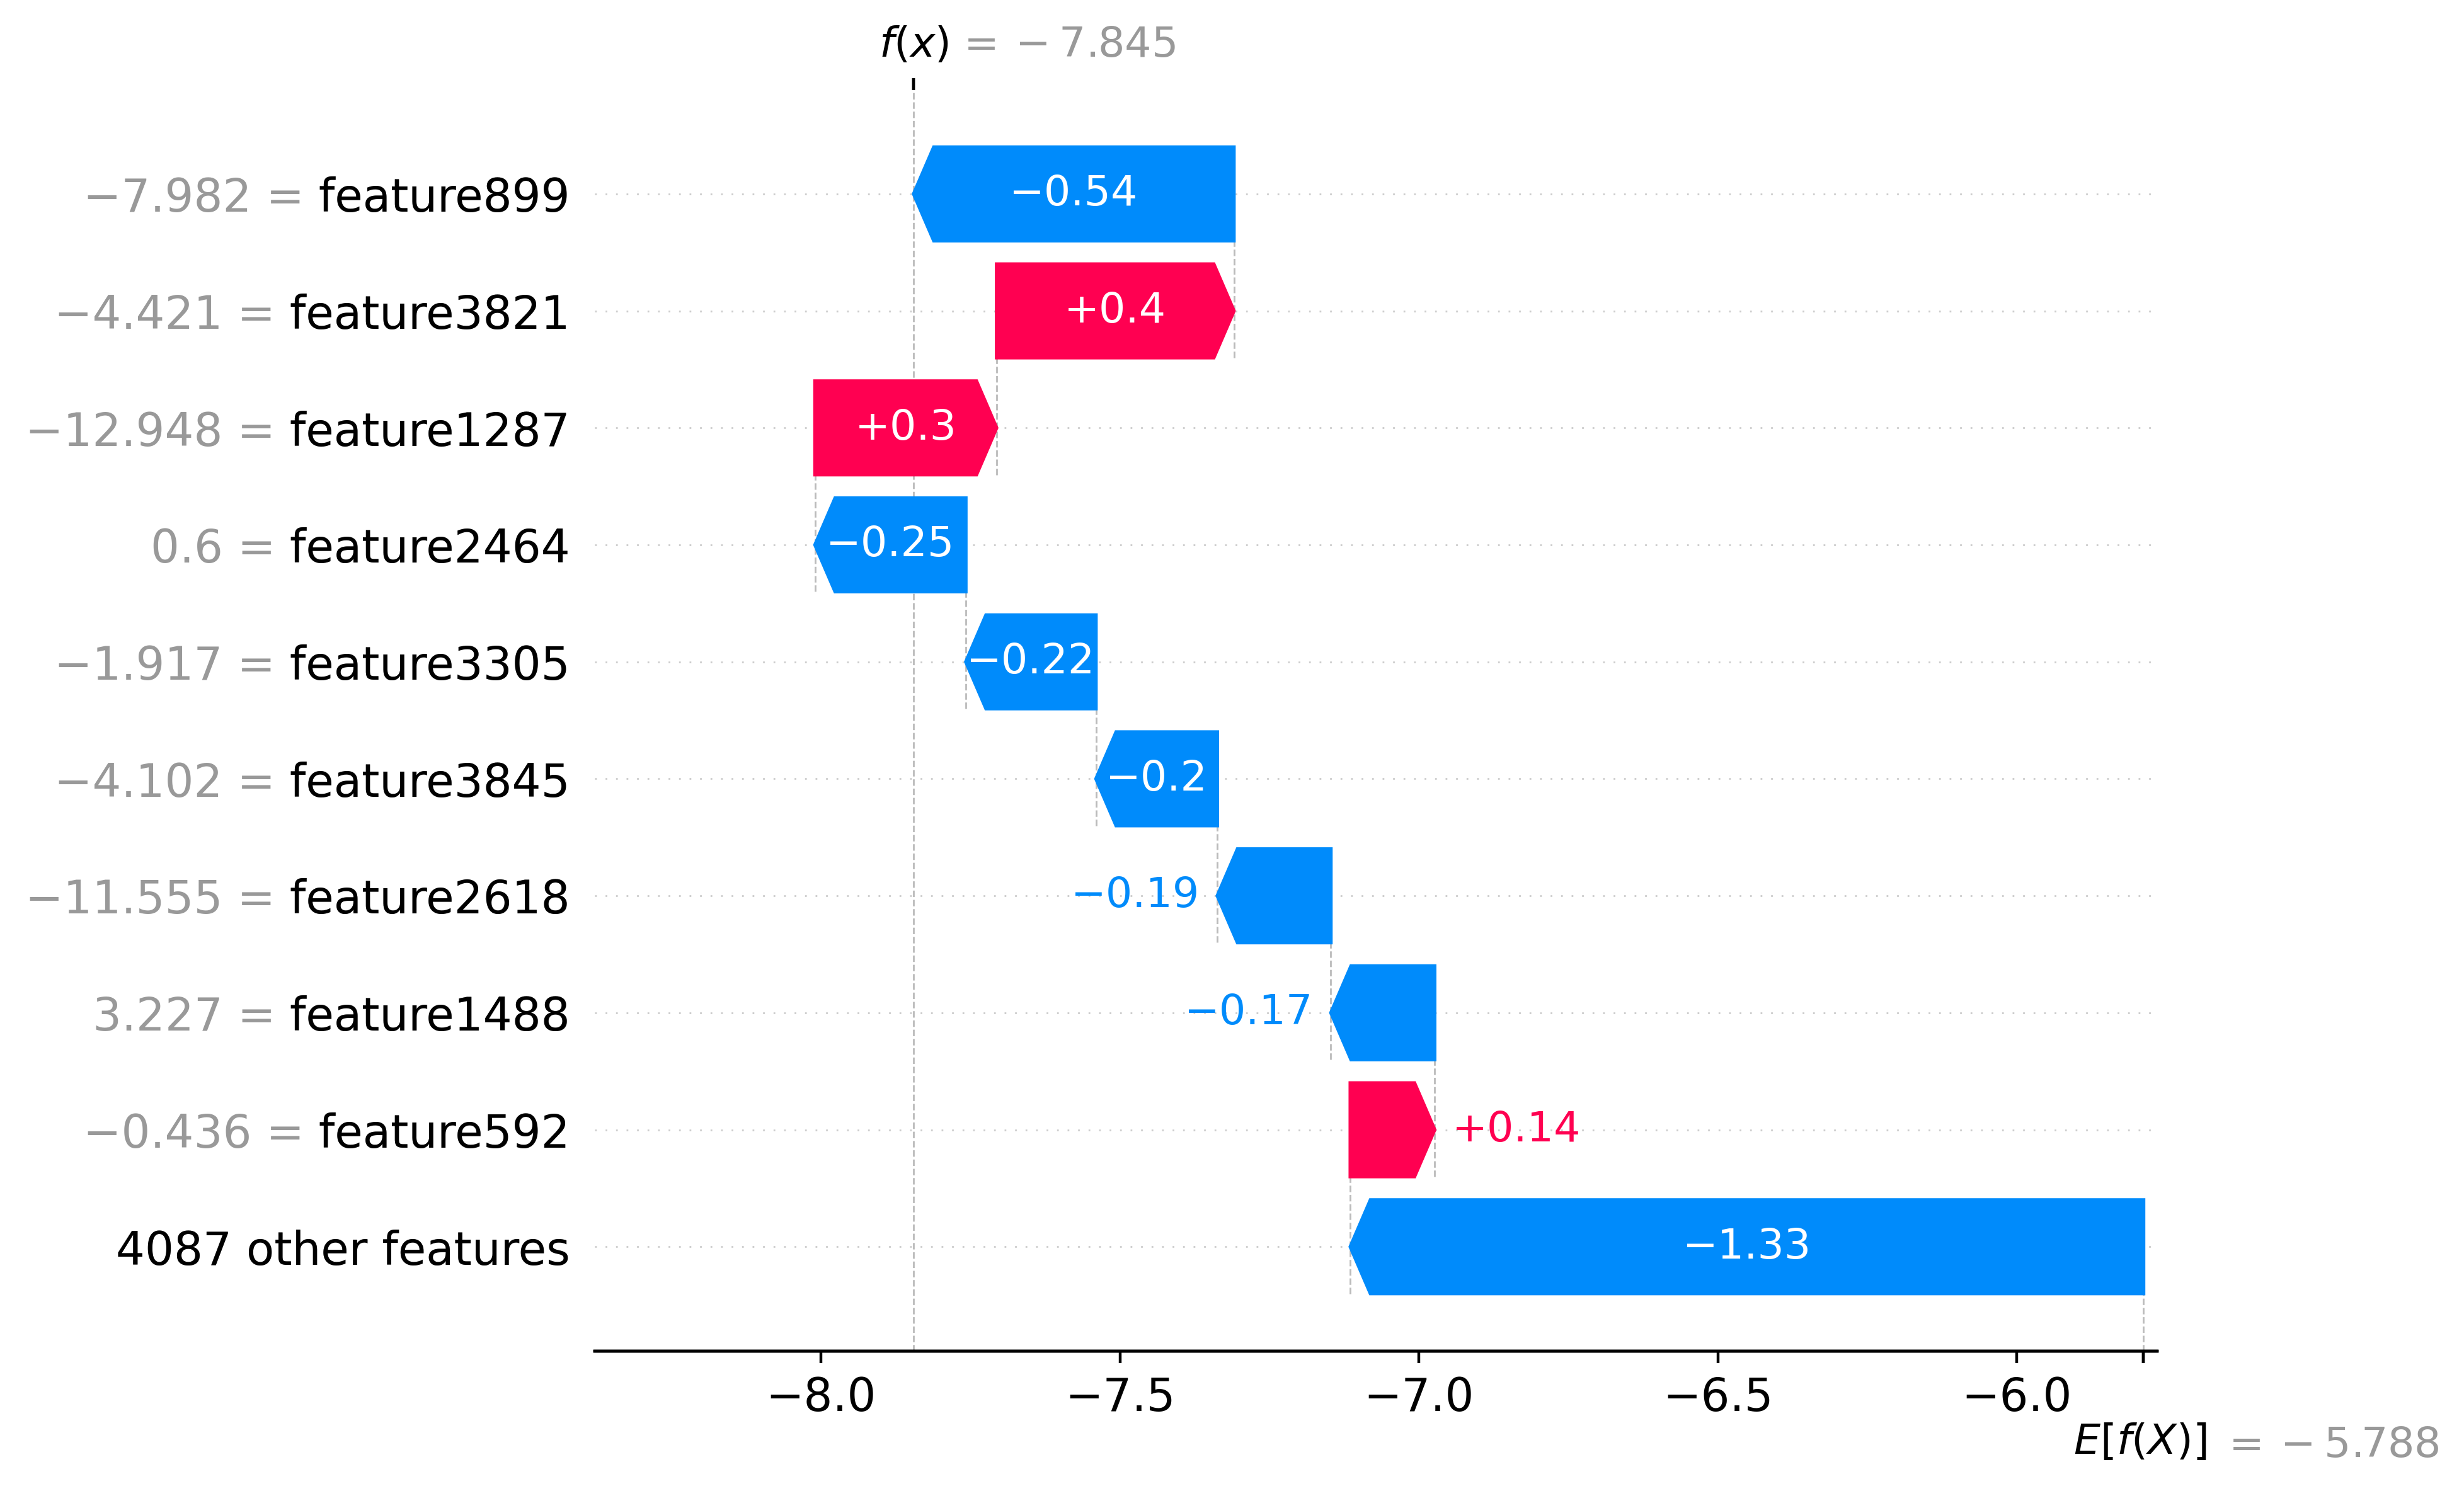 f(x) = −7.845
−7.982 = feature899
−0.54
−4.421 = feature3821
+0.4
−12.948 = feature1287
+0.3
0.6 = feature2464
−0.25
−1.917 = feature3305
−0.22
−4.102 = feature3845
−0.2
−11.555 = feature2618
−0.19
3.227 = feature1488
−0.17
−0.436 = feature592
+0.14
4087 other features
−1.33
−8.0 −7.5 −7.0 −6.5 −6.0
E[f(X)] = −5.788